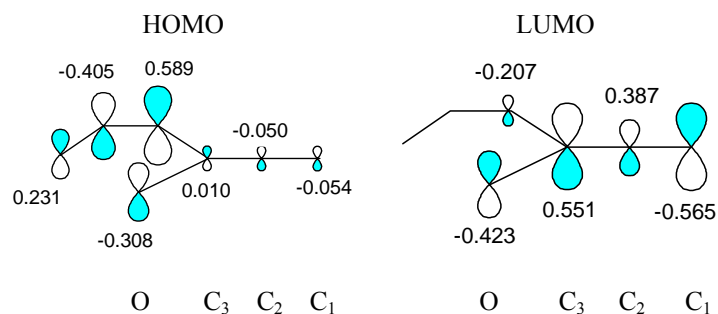 HOMO LUMO
-0.405 0.589 -0.207 0.387
-0.050
0.231 0.010 -0.054 0.551 -0.565
-0.308 -0.423
O C3 C2 C1 O C3 C2 C1